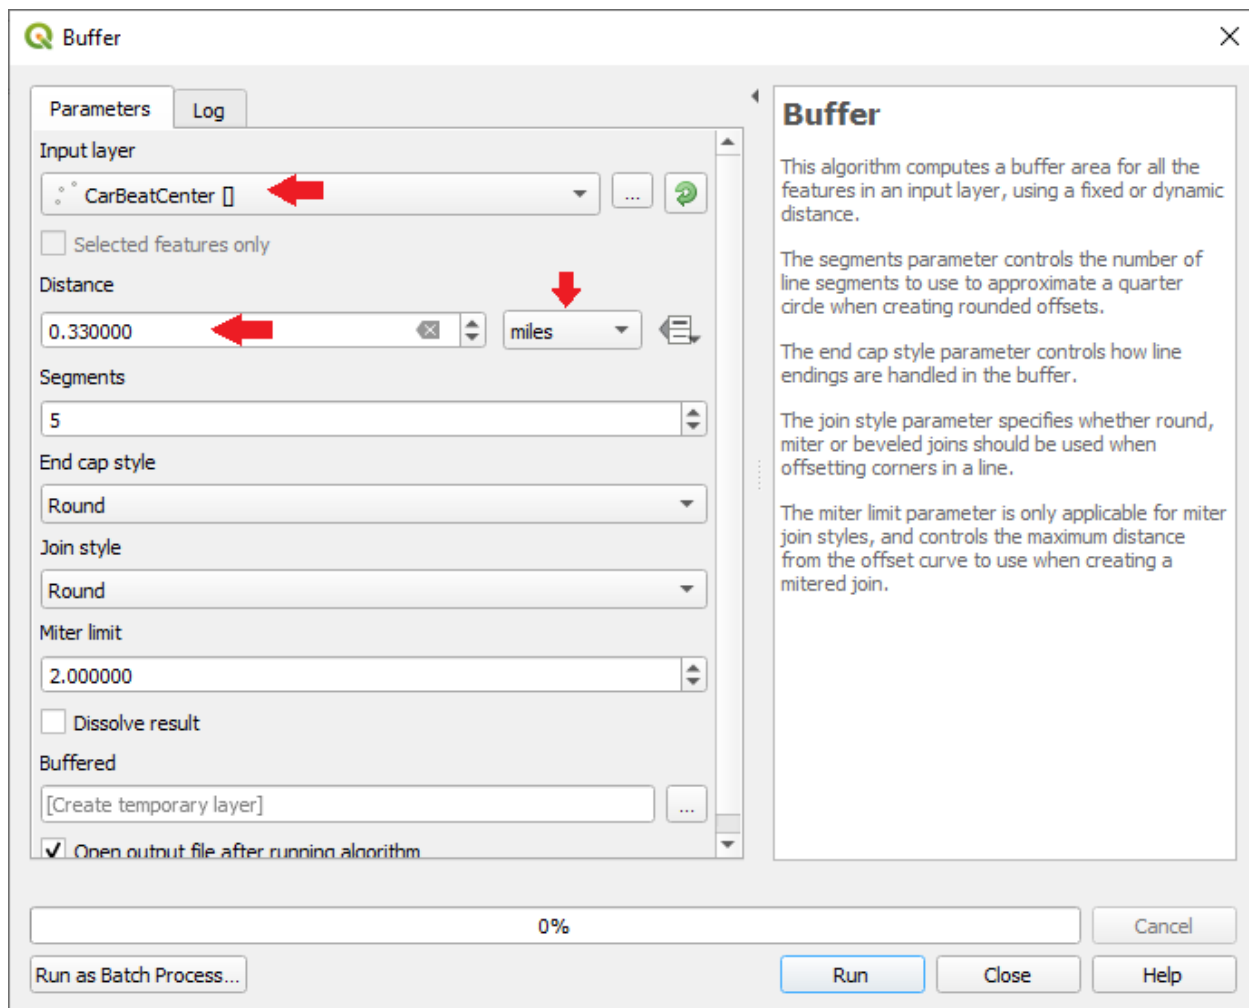 Buffer
Parameters
Log
Input layer
CarBeatCenter []
...
Selected features only
Distance
0.330000
miles
Segments
5
End cap style
Round
Join style
Round
Miter limit
2.000000
Dissolve result
Buffered
[Create temporary layer]
...
Open output file after running algorithm
Buffer
This algorithm computes a buffer area for all the
features in an input layer, using a fixed or dynamic
distance.
The segments parameter controls the number of
line segments to use to approximate a quarter
circle when creating rounded offsets.
The end cap style parameter controls how line
endings are handled in the buffer.
The join style parameter specifies whether round,
miter or beveled joins should be used when
offsetting corners in a line.
The miter limit parameter is only applicable for miter
join styles, and controls the maximum distance
from the offset curve to use when creating a
mitered join.
0%
Cancel
Run as Batch Process...
Run
Close
Help